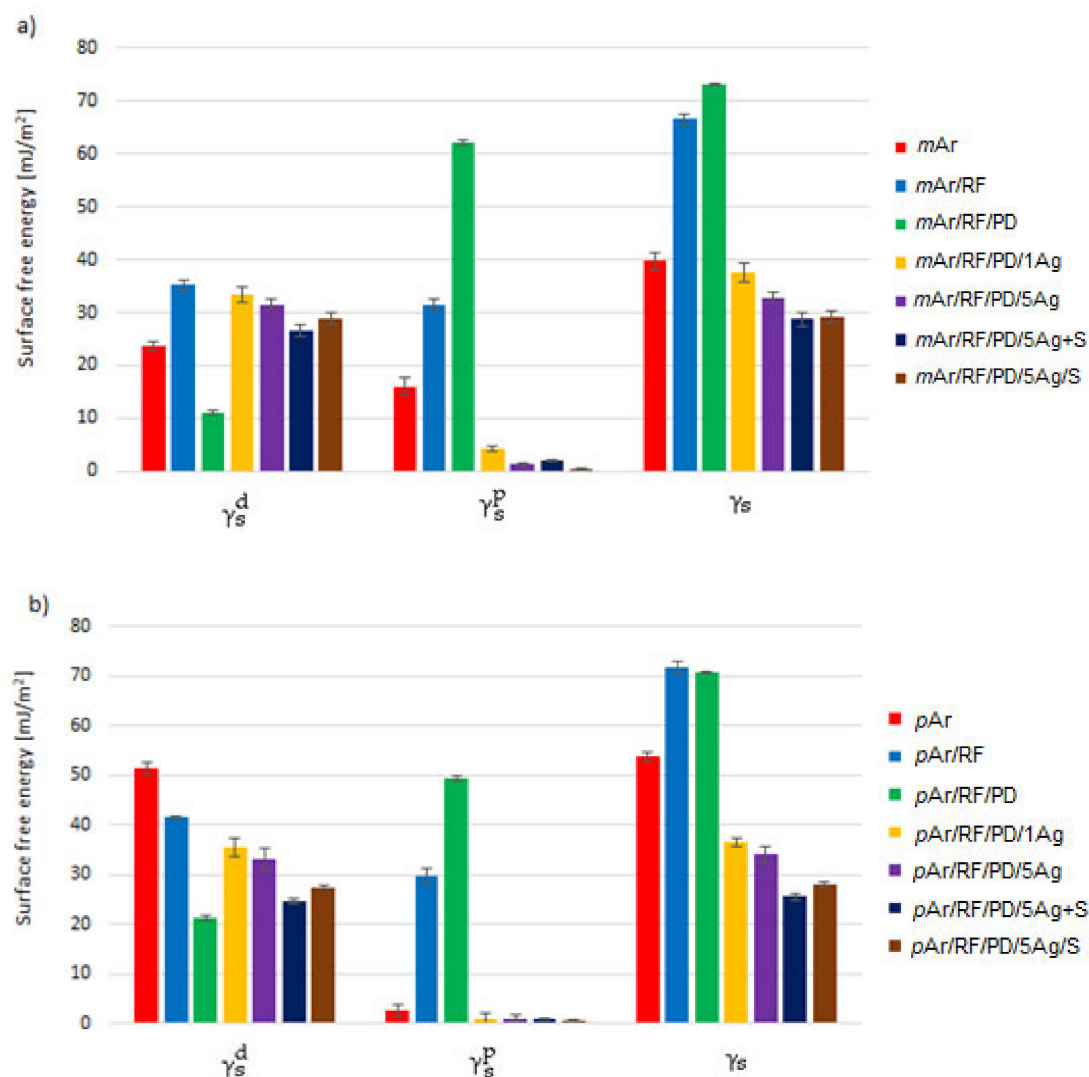 a)
Surface free energy [mJ/m²]
80
70
60
50
40
30
20
10
0
γₛᵈ
γₛᵖ
γₛ
mAr
mAr/RF
mAr/RF/PD
mAr/RF/PD/1Ag
mAr/RF/PD/5Ag
mAr/RF/PD/5Ag+S
mAr/RF/PD/5Ag/S
b)
Surface free energy [mJ/m²]
80
70
60
50
40
30
20
10
0
γₛᵈ
γₛᵖ
γₛ
pAr
pAr/RF
pAr/RF/PD
pAr/RF/PD/1Ag
pAr/RF/PD/5Ag
pAr/RF/PD/5Ag+S
pAr/RF/PD/5Ag/S